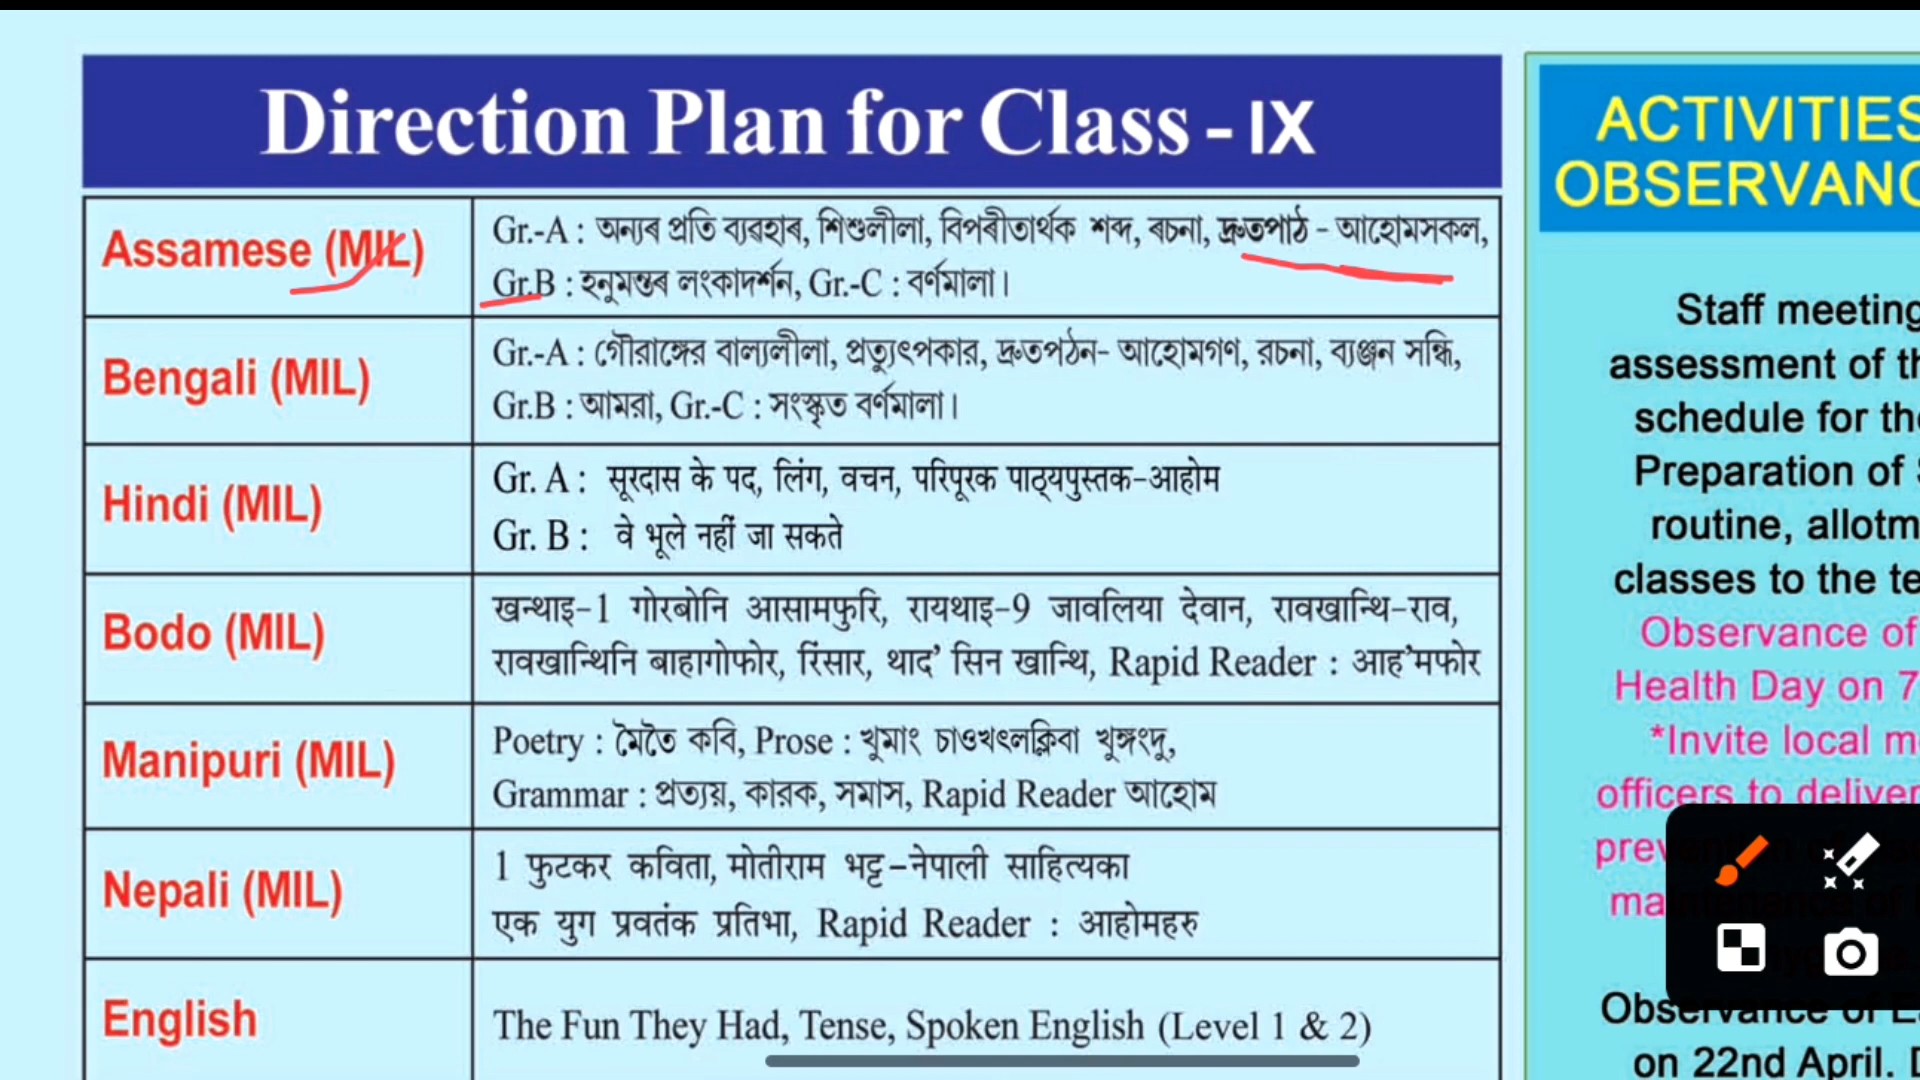 Direction Plan for Class - IX
Assamese (MIL)
Gr.-A : অন্যৰ প্ৰতি ব্যৱহাৰ, শিশুলীলা, বিপৰীতাৰ্থক শব্দ, ৰচনা, দ্ৰুতপাঠ - আহোমসকল,
Gr.B : হনুমন্তৰ লংকাদৰ্শন, Gr.-C : বৰ্ণমালা।
Bengali (MIL)
Gr.-A : গৌরাঙ্গের বাল্যলীলা, প্রত্যুৎপকার, দ্রুতপঠন- আহোমগণ, রচনা, ব্যঞ্জন সন্ধি,
Gr.B : আমরা, Gr.-C : সংস্কৃত বর্ণমালা।
Hindi (MIL)
Gr. A : सूरदास के पद, लिंग, वचन, परिपूरक पाठ्यपुस्तक-आहोम
Gr. B : वे भूले नहीं जा सकते
Bodo (MIL)
खन्थाइ-1 गोरबोनि आसामफुरि, रायथाइ-9 जावलिया देवान, रावखान्थि-राव,
रावखान्थिनि बाहागोफोर, रिंसार, थाद' सिन खान्थि, Rapid Reader : आह'मफोर
Manipuri (MIL)
Poetry : মৈতৈ কবি, Prose : খুমাং চাওখৎলক্লিবা খুঙ্গংদু,
Grammar : প্রত্যয়, কারক, সমাস, Rapid Reader আহোম
Nepali (MIL)
1 फुटकर कविता, मोतीराम भट्ट-नेपाली साहित्यका
एक युग प्रवर्तक प्रतिभा, Rapid Reader : आहोमहरु
English
The Fun They Had, Tense, Spoken English (Level 1 & 2)
ACTIVITIES
OBSERVANC
Staff meeting
assessment of th
schedule for the
Preparation of S
routine, allotm
classes to the te
Observance of
Health Day on 7
*Invite local m
officers to deliver
prev
ma
Observance of E
on 22nd April. D